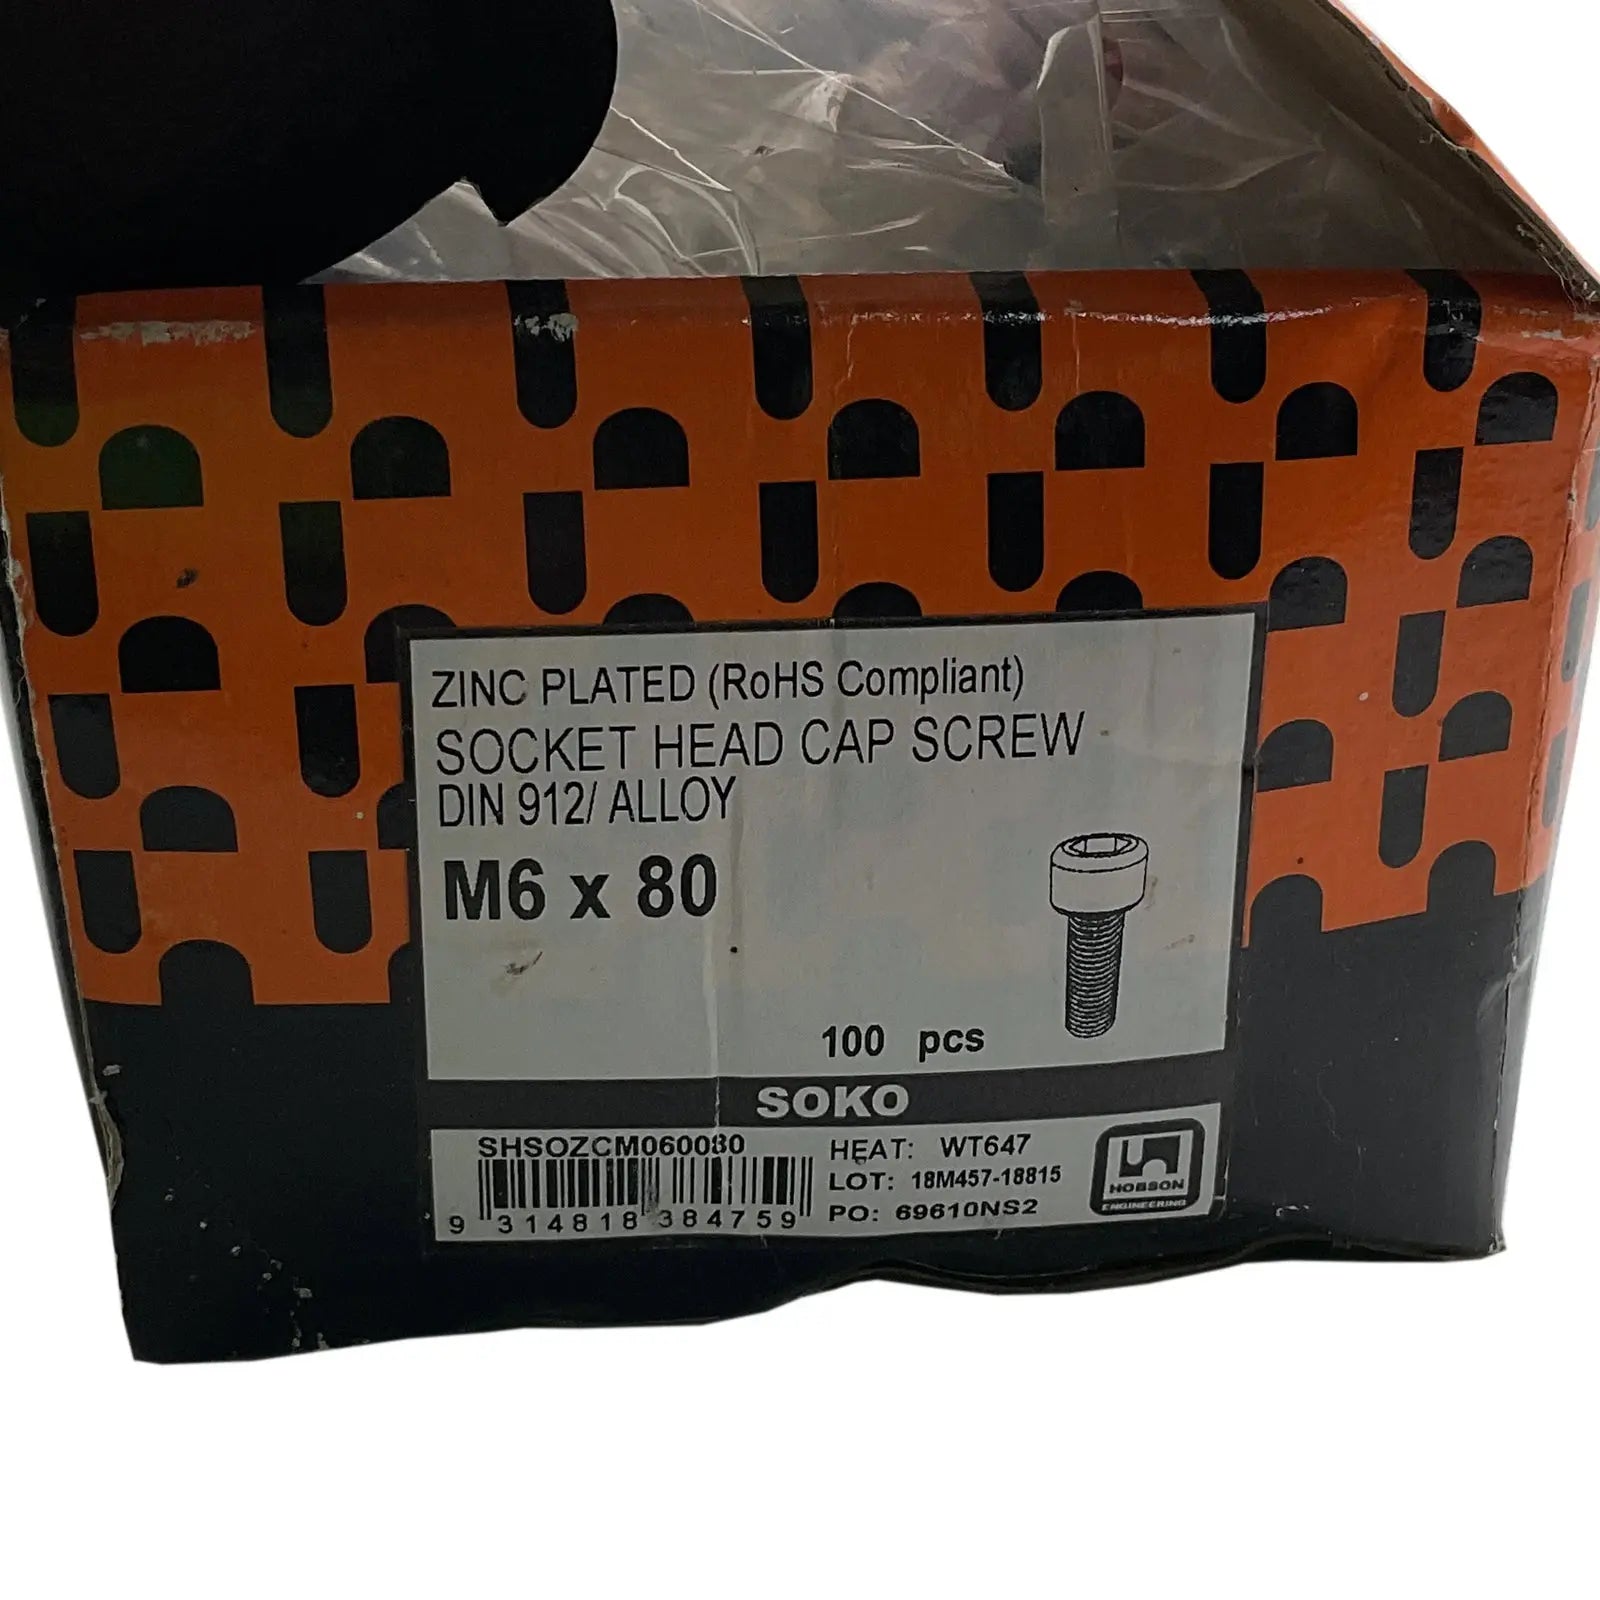 ZINC PLATED (RoHS Compliant)
SOCKET HEAD CAP SCREW
DIN 912/ ALLOY
M6 x 80
100 pcs
SOKO
SHSOZCM060080
9 314818 384759
HEAT: WT647
LOT: 18M457-18815
PO: 69610NS2
HOBSON
ENGINEERING